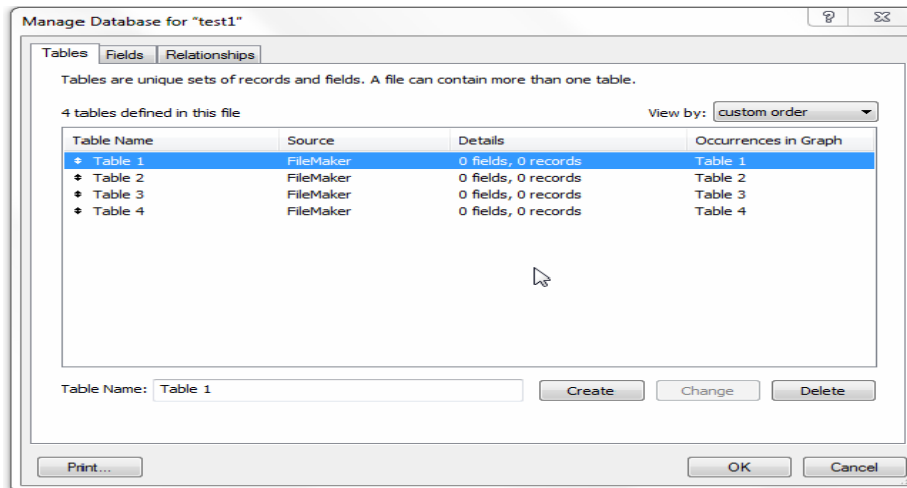 Manage Database for "test1"
Tables Fields Relationships
Tables are unique sets of records and fields. A file can contain more than one table.
4 tables defined in this file View by: custom order
Table Name Source Details Occurrences in Graph
Table 1 FileMaker 0 fields, 0 records Table 1
Table 2 FileMaker 0 fields, 0 records Table 2
Table 3 FileMaker 0 fields, 0 records Table 3
Table 4 FileMaker 0 fields, 0 records Table 4
Table Name: Table 1 Create Change Delete
Print... OK Cancel